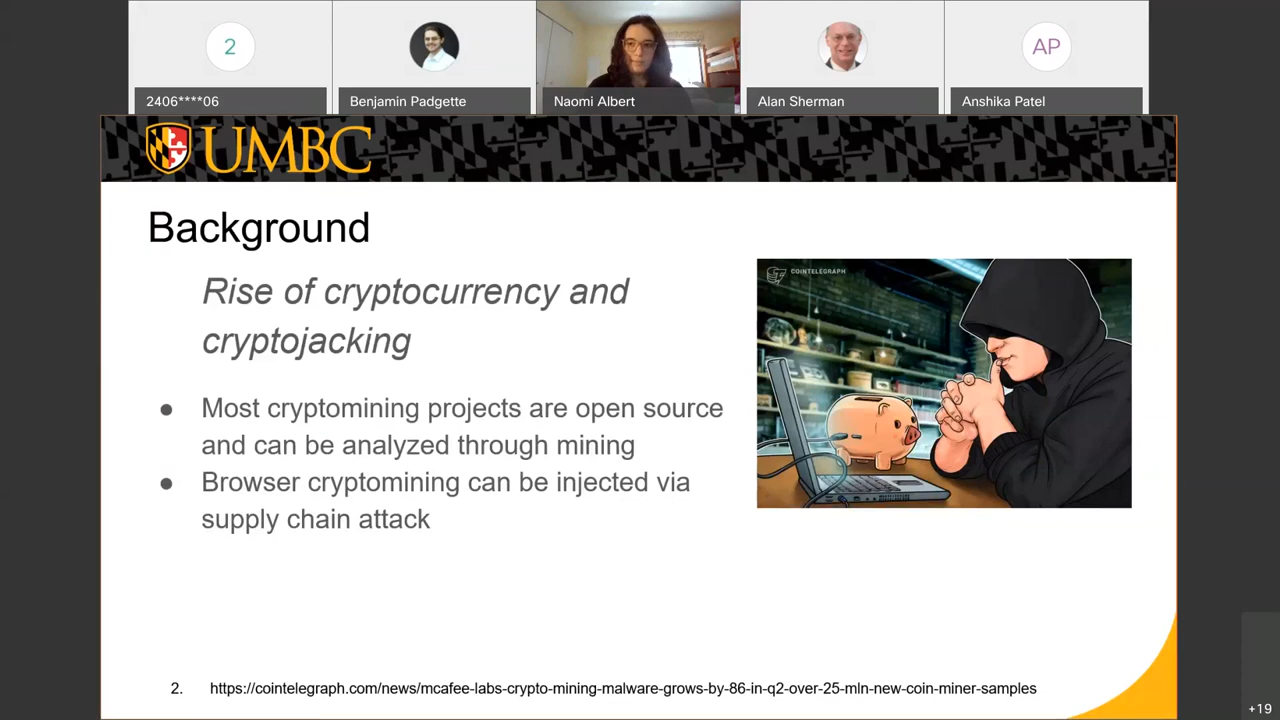 2
AP
2406****06
Benjamin Padgette
Naomi Albert
Alan Sherman
Anshika Patel
UMBC
Background
Rise of cryptocurrency and
cryptojacking
COINTELEGRAPH
● Most cryptomining projects are open source
and can be analyzed through mining
● Browser cryptomining can be injected via
supply chain attack
2. https://cointelegraph.com/news/mcafee-labs-crypto-mining-malware-grows-by-86-in-q2-over-25-mln-new-coin-miner-samples
+19